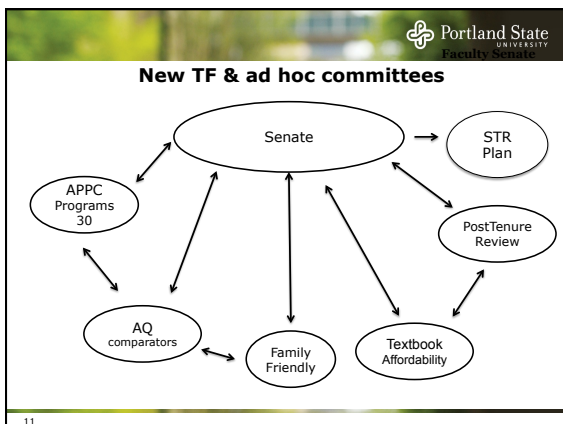 Portland State
UNIVERSITY
Faculty Senate
New TF & ad hoc committees
Senate
STR
Plan
APPC
Programs
30
PostTenure
Review
AQ
comparators
Family
Friendly
Textbook
Affordability
11